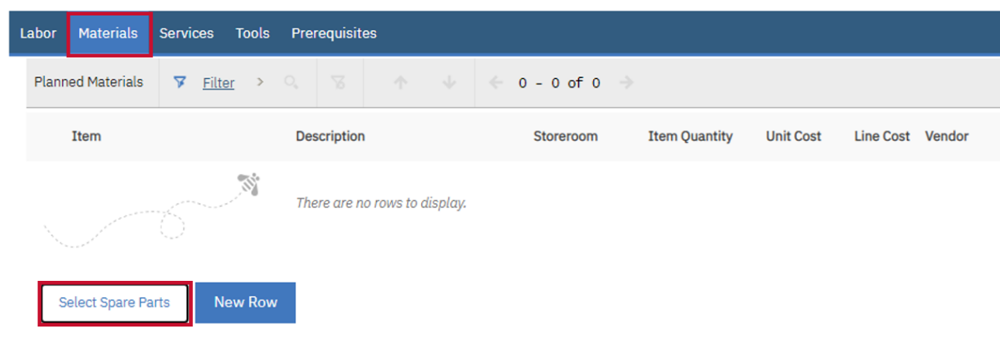 Labor Materials Services Tools Prerequisites
Planned Materials Filter > 0 - 0 of 0
Item Description Storeroom Item Quantity Unit Cost Line Cost Vendor
There are no rows to display.
Select Spare Parts New Row